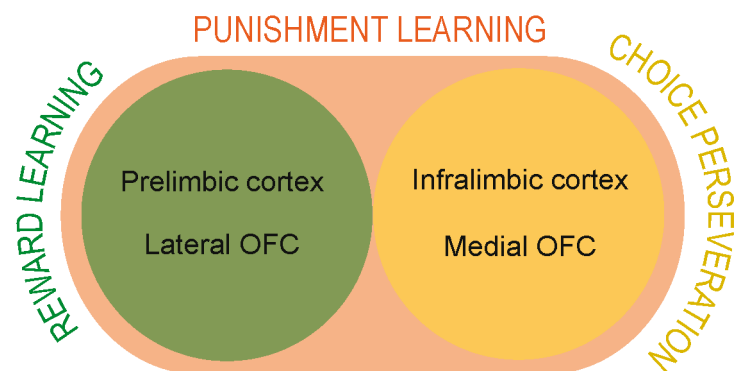 PUNISHMENT LEARNING
REWARD LEARNING
CHOICE PERSEVERATION
Prelimbic cortex
Lateral OFC
Infralimbic cortex
Medial OFC